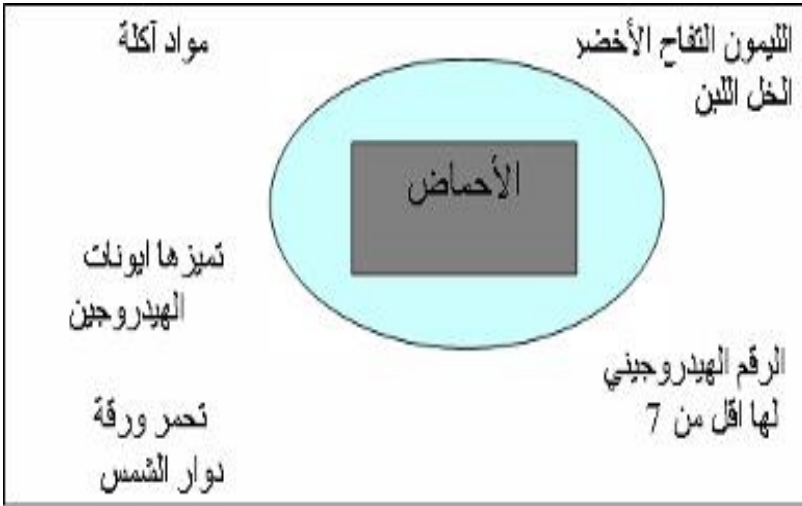 الليمون التفاح الأخضر
الخل اللبن
مواد آكلة
الأحماض
تميزها ايونات
الهيدروجين
الرقم الهيدروجيني
لها اقل من 7
تحمر ورقة
دوار الشمس